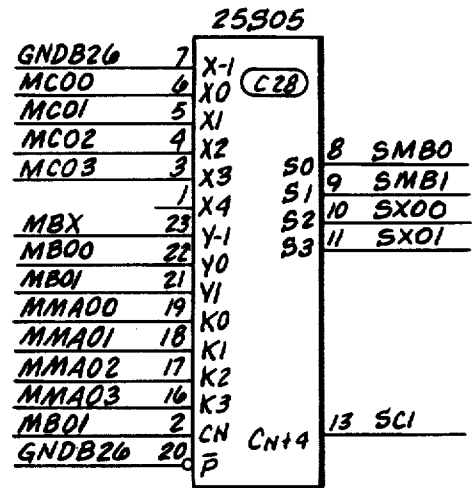 25S05
GNDB26 7 X-1 C28
MC00 6 X0
MC01 5 X1
MC02 4 X2
MC03 3 X3
1 X4
MBX 23 Y-1
MB00 22 Y0
MB01 21 Y1
MMA00 19 K0
MMA01 18 K1
MMA02 17 K2
MMA03 16 K3
MB01 2 CN
GNDB26 20 P̅
S0 8 SMB0
S1 9 SMB1
S2 10 SX00
S3 11 SX01
CN+4 13 SC1